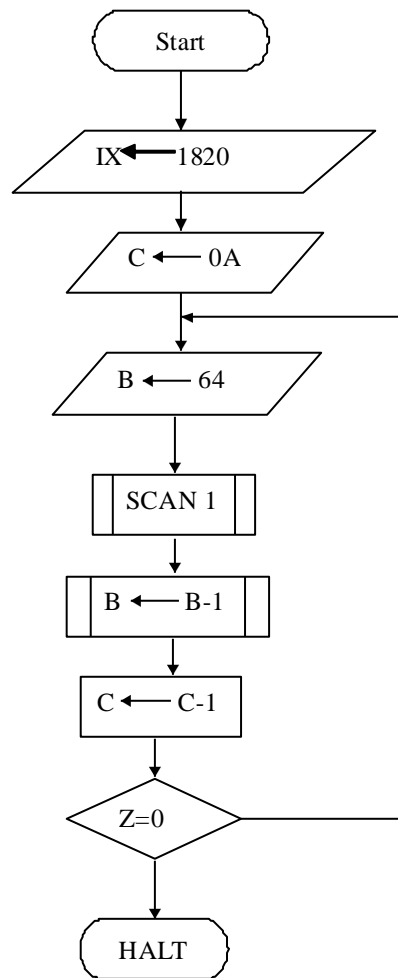 Start
IX ← 1820
C ← 0A
B ← 64
SCAN 1
B ← B-1
C ← C-1
Z=0
HALT